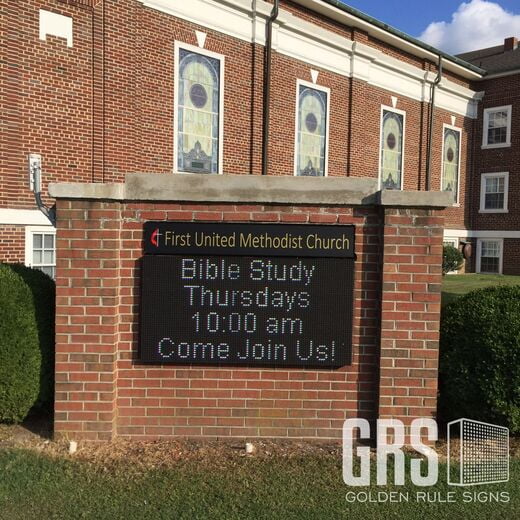 First United Methodist Church
Bible Study
Thursdays
10:00 am
Come Join Us!
GRS
GOLDEN RULE SIGNS